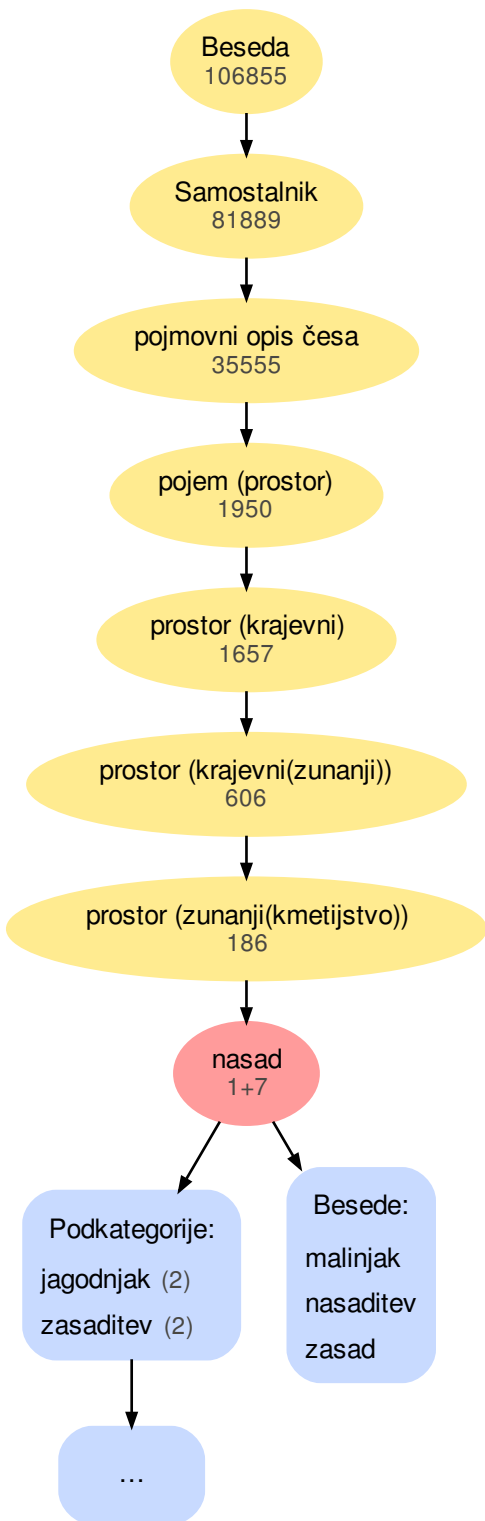 Beseda
106855
Samostalnik
81889
pojmovni opis česa
35555
pojem (prostor)
1950
prostor (krajevni)
1657
prostor (krajevni(zunanji))
606
prostor (zunanji(kmetijstvo))
186
nasad
1+7
Podkategorije:
jagodnjak (2)
zasaditev (2)
Besede:
malinjak
nasaditev
zasad
…